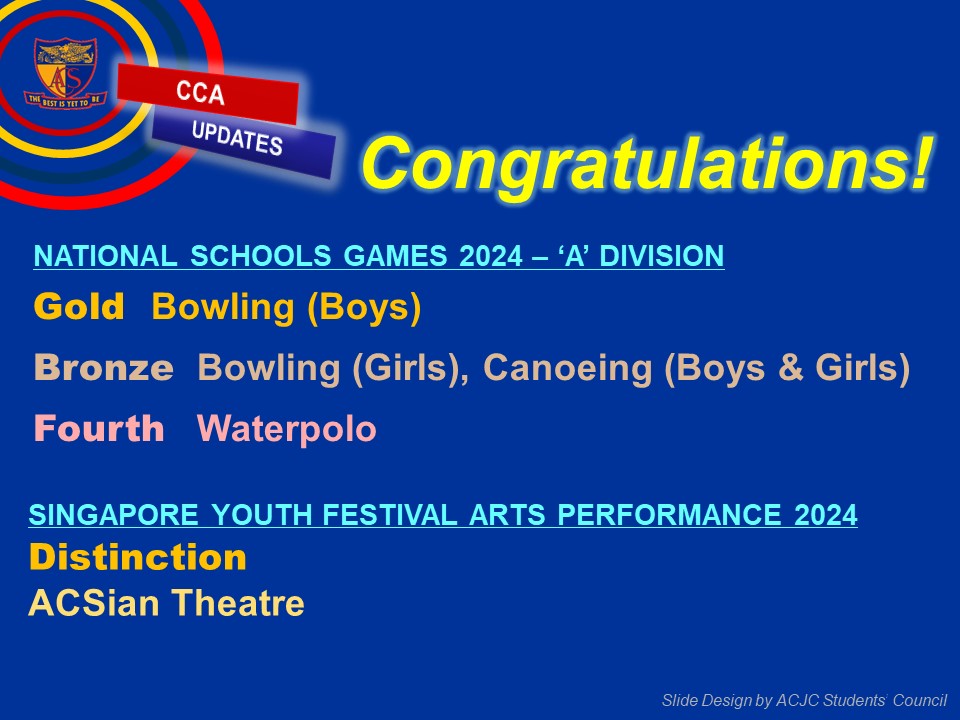 ACS
THE BEST IS YET TO BE
CCA
UPDATES
Congratulations!
NATIONAL SCHOOLS GAMES 2024 – ‘A’ DIVISION
Gold Bowling (Boys)
Bronze Bowling (Girls), Canoeing (Boys & Girls)
Fourth Waterpolo
SINGAPORE YOUTH FESTIVAL ARTS PERFORMANCE 2024
Distinction
ACSian Theatre
Slide Design by ACJC Students’ Council